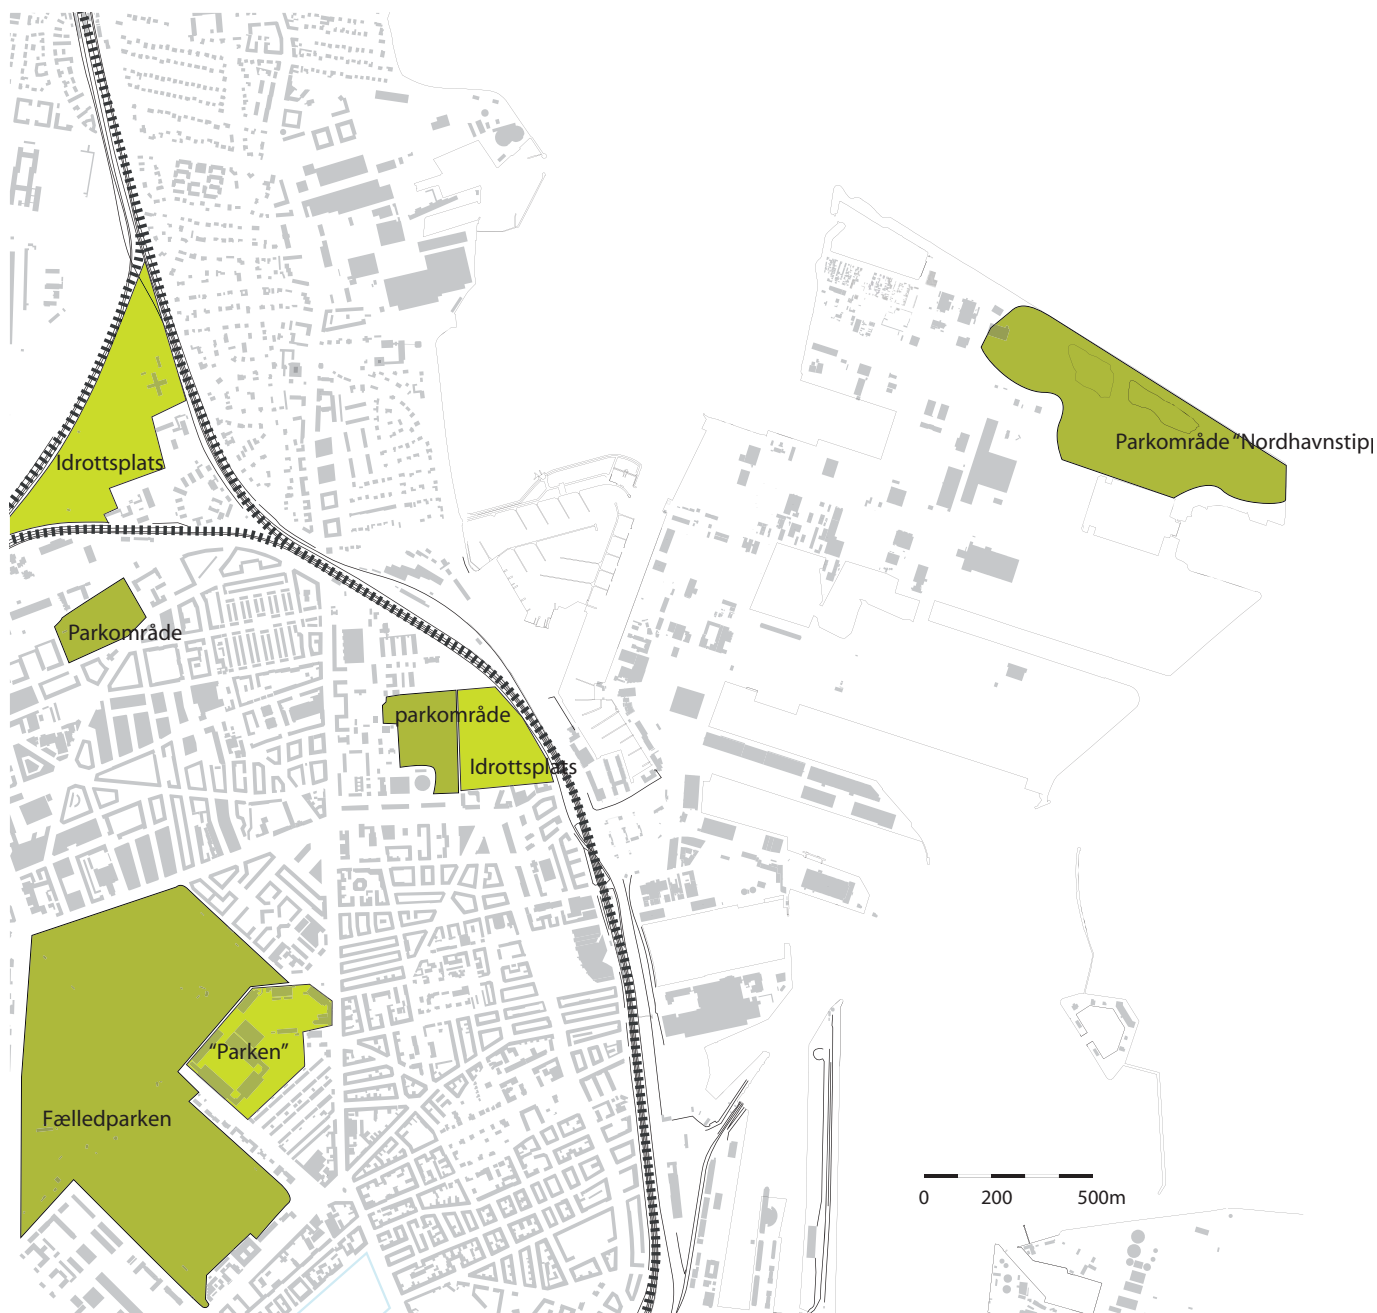 Parkområde "Nordhavnstipp
Idrottsplats
Parkområde
parkområde
Idrottsplats
"Parken"
Fælledparken
0 200 500m